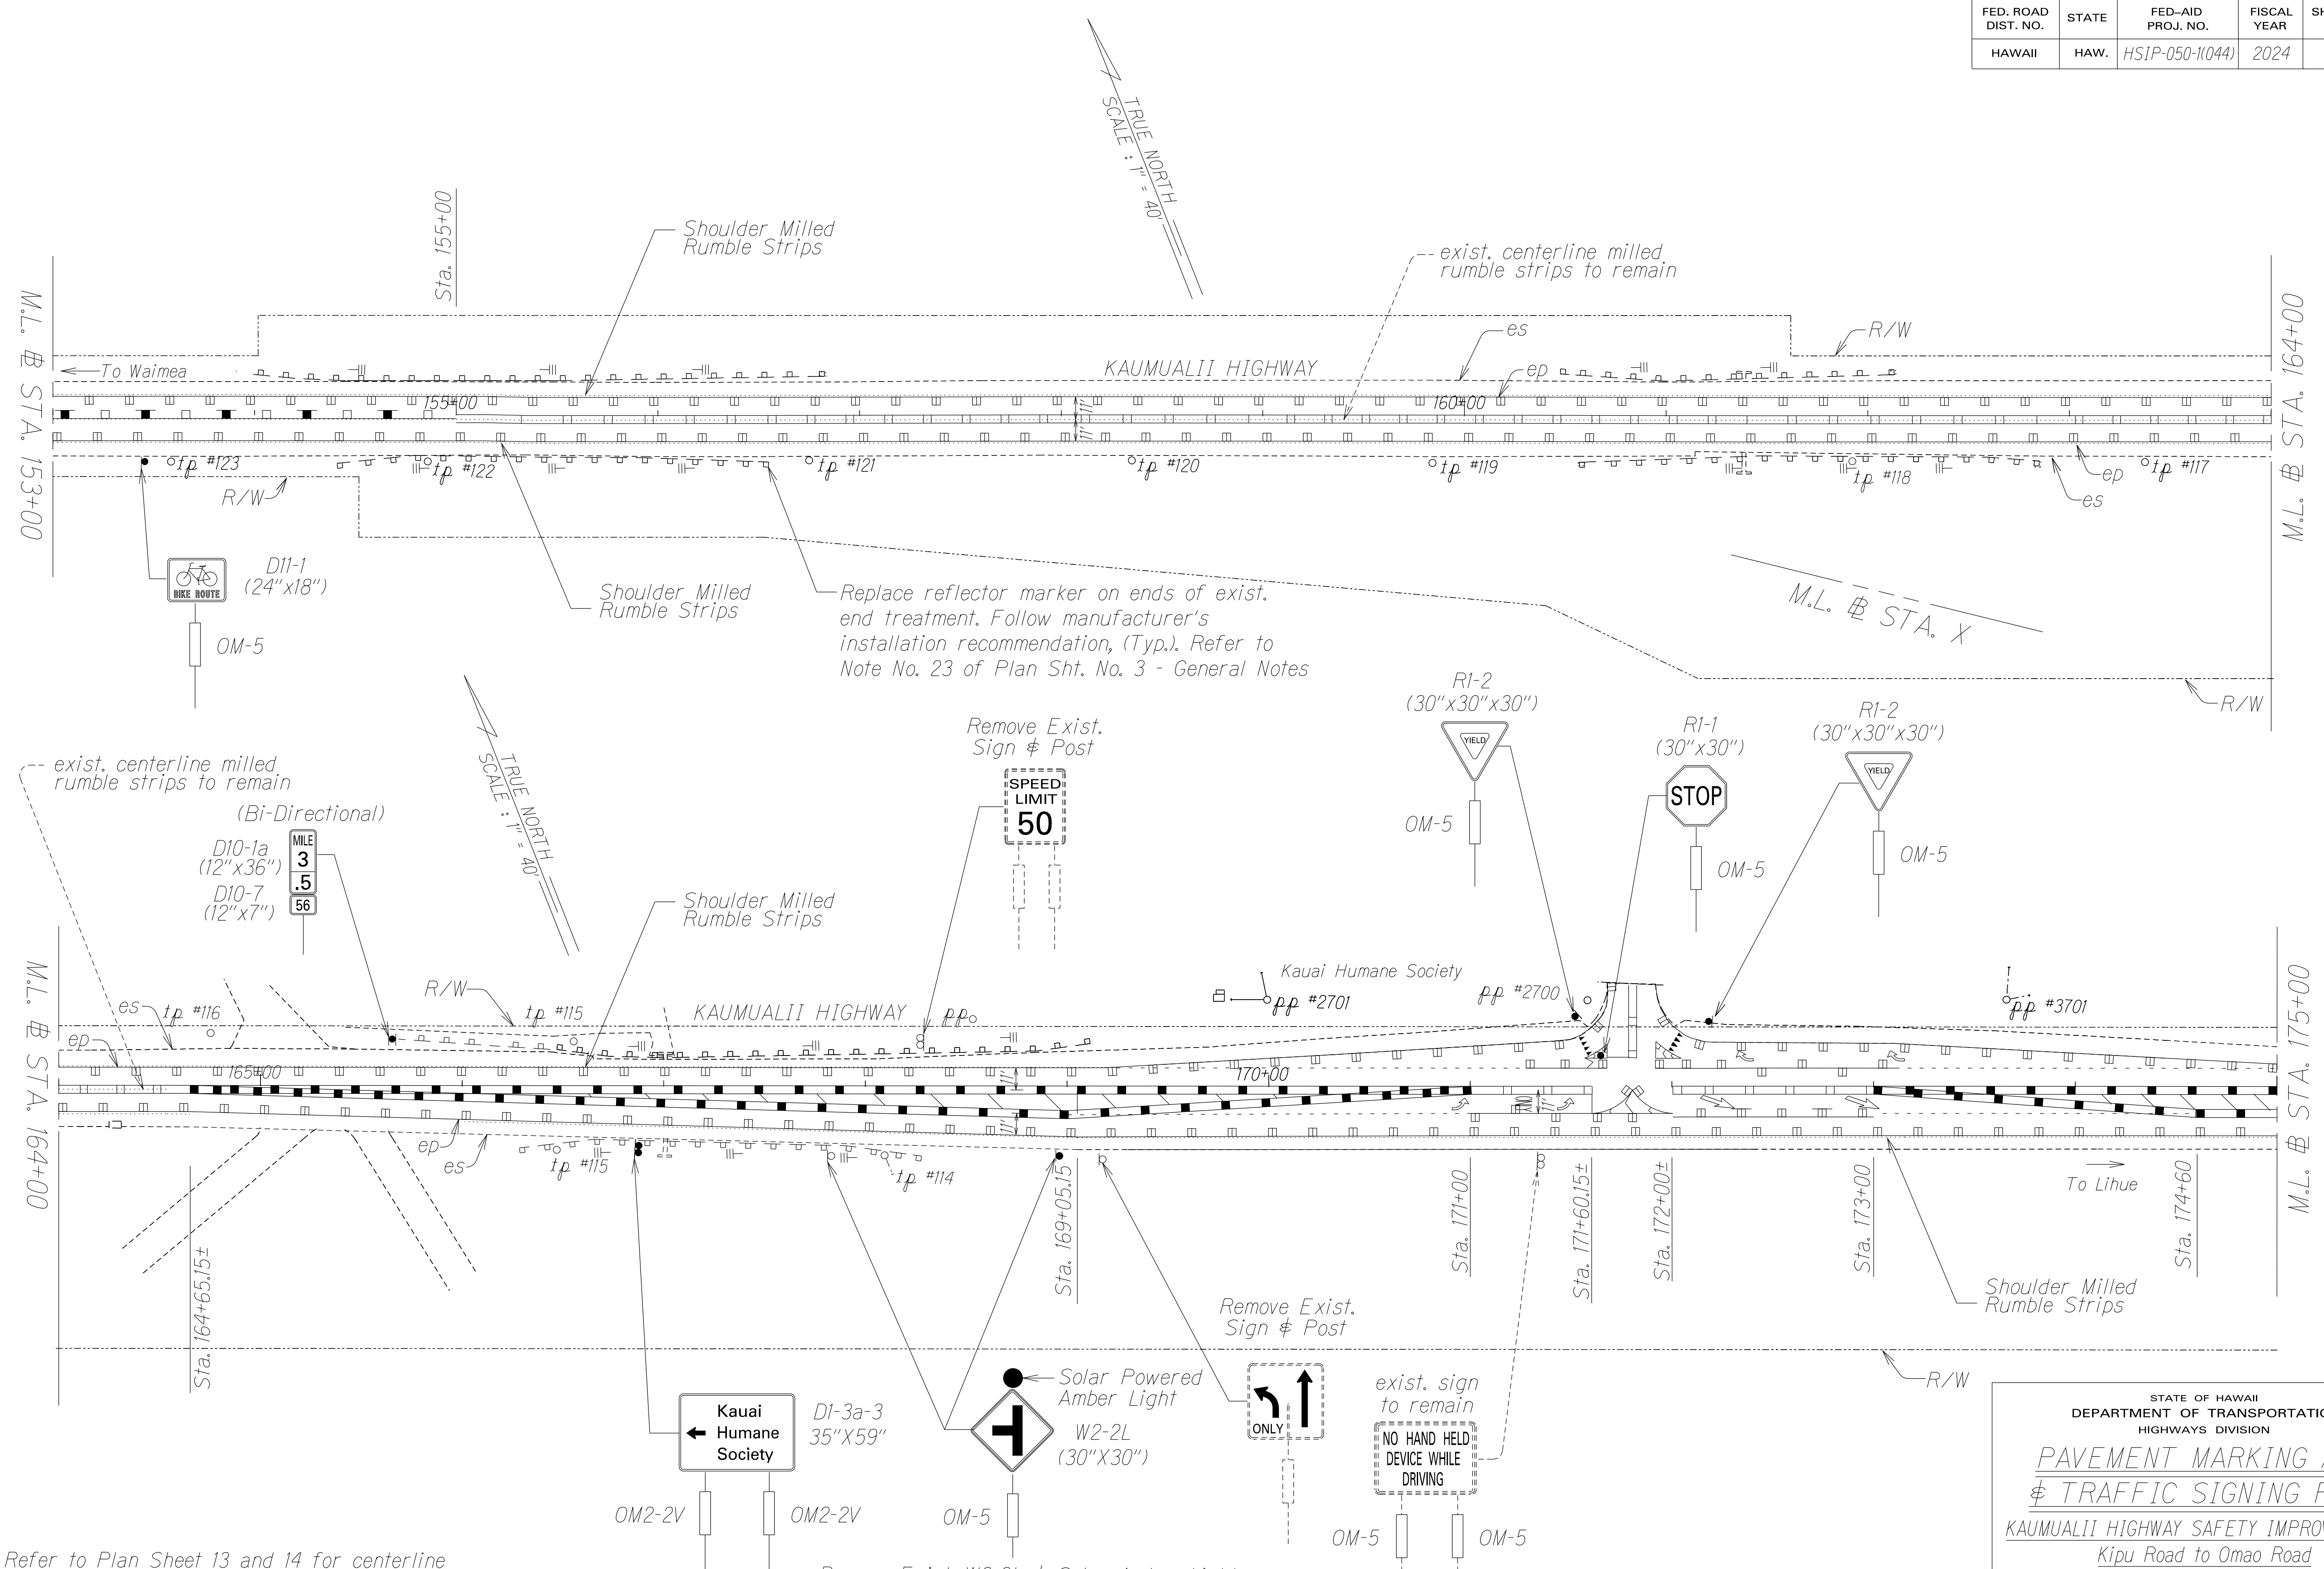 FED. ROAD DIST. NO.
STATE
FED-AID PROJ. NO.
FISCAL YEAR
HAWAII
HAW.
HSIP-050-1(044)
2024
TRUE NORTH
SCALE : 1" = 40'
Sta. 155+00
Shoulder Milled
Rumble Strips
exist. centerline milled
rumble strips to remain
M.L. ℄ STA. 153+00
M.L. ℄ STA. 164+00
es
R/W
To Waimea
KAUMUALII HIGHWAY
ep
155+00
11'
160+00
11'
tp #123
tp #122
tp #121
tp #120
tp #119
tp #118
ep
tp #117
R/W
es
BIKE ROUTE
D11-1
(24"x18")
OM-5
Shoulder Milled
Rumble Strips
Replace reflector marker on ends of exist.
end treatment. Follow manufacturer's
installation recommendation, (Typ.). Refer to
Note No. 23 of Plan Sht. No. 3 - General Notes
M.L. ℄ STA. X
R/W
exist. centerline milled
rumble strips to remain
(Bi-Directional)
D10-1a
(12"x36")
D10-7
(12"x7")
MILE
3
.5
56
TRUE NORTH
SCALE : 1" = 40'
Shoulder Milled
Rumble Strips
Remove Exist.
Sign & Post
SPEED
LIMIT
50
R1-2
(30"x30"x30")
YIELD
OM-5
R1-1
(30"x30")
STOP
OM-5
R1-2
(30"x30"x30")
YIELD
OM-5
M.L. ℄ STA. 164+00
M.L. ℄ STA. 175+00
es
tp #116
R/W
tp #115
KAUMUALII HIGHWAY
pp
Kauai Humane Society
pp #2701
pp #2700
pp #3701
ep
165+00
11'
170+00
11'
10'
11'
ep
es
tp #115
tp #114
To Lihue
Sta. 164+65.15±
Sta. 169+05.15
Sta. 171+00
Sta. 171+60.15±
Sta. 172+00±
Sta. 173+00
Sta. 174+60
Shoulder Milled
Rumble Strips
R/W
Kauai
Humane
Society
D1-3a-3
35"X59"
OM2-2V
OM2-2V
Solar Powered
Amber Light
W2-2L
(30"X30")
OM-5
Remove Exist.
Sign & Post
ONLY
exist. sign
to remain
NO HAND HELD
DEVICE WHILE
DRIVING
OM-5
OM-5
Refer to Plan Sheet 13 and 14 for centerline
STATE OF HAWAII
DEPARTMENT OF
HIGHWAYS DIVISION
PAVEMENT MARKING
& TRAFFIC SIGNING
KAUMUALII HIGHWAY SAFETY
Kipu Road to Omao Road